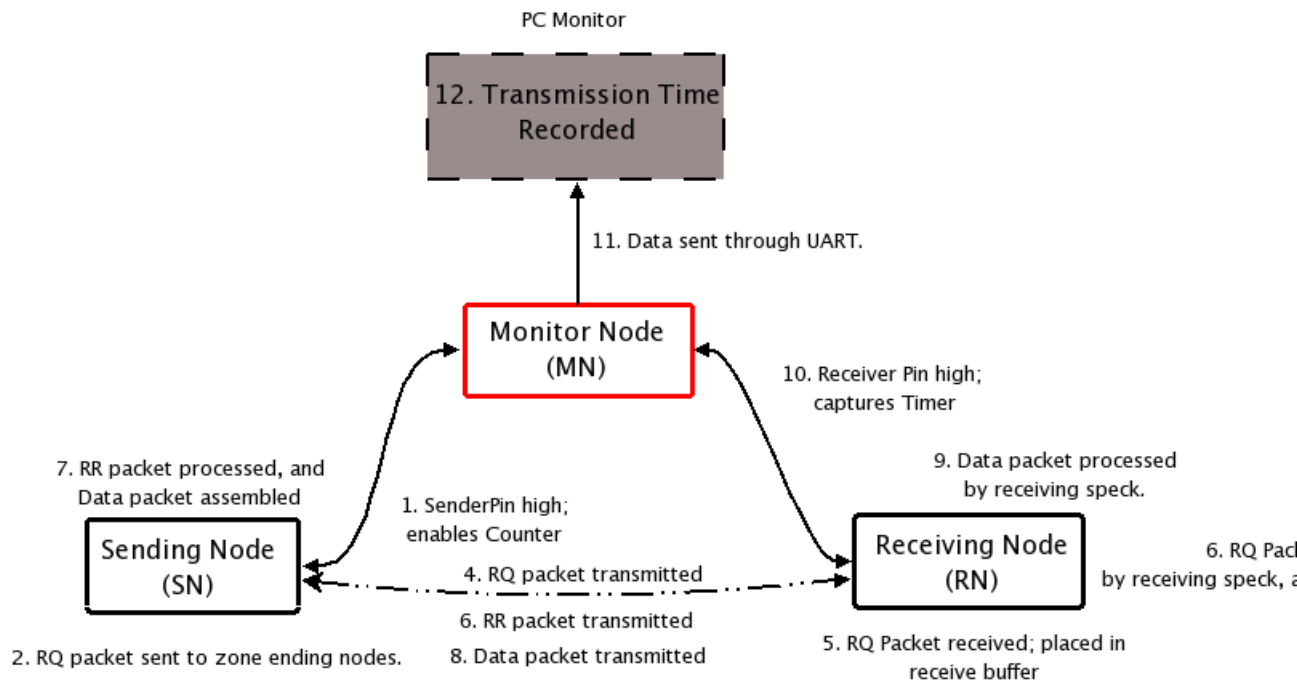 PC Monitor
12. Transmission Time
Recorded
11. Data sent through UART.
Monitor Node
(MN)
10. Receiver Pin high;
captures Timer
7. RR packet processed, and
Data packet assembled
9. Data packet processed
by receiving speck.
1. SenderPin high;
enables Counter
Sending Node
(SN)
Receiving Node
(RN)
4. RQ packet transmitted
6. RR packet transmitted
8. Data packet transmitted
6. RQ Pack
by receiving speck, a
2. RQ packet sent to zone ending nodes.
5. RQ Packet received; placed in
receive buffer